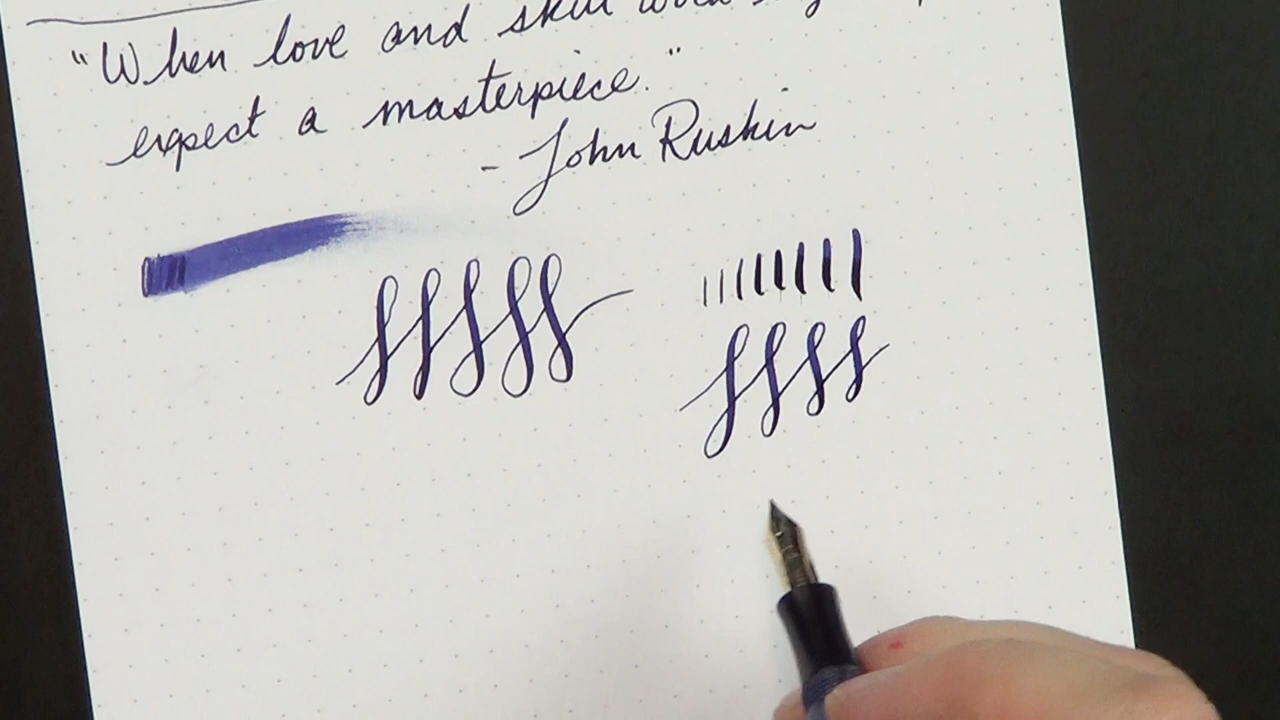 "When love and skill
expect a masterpiece."
- John Ruskin